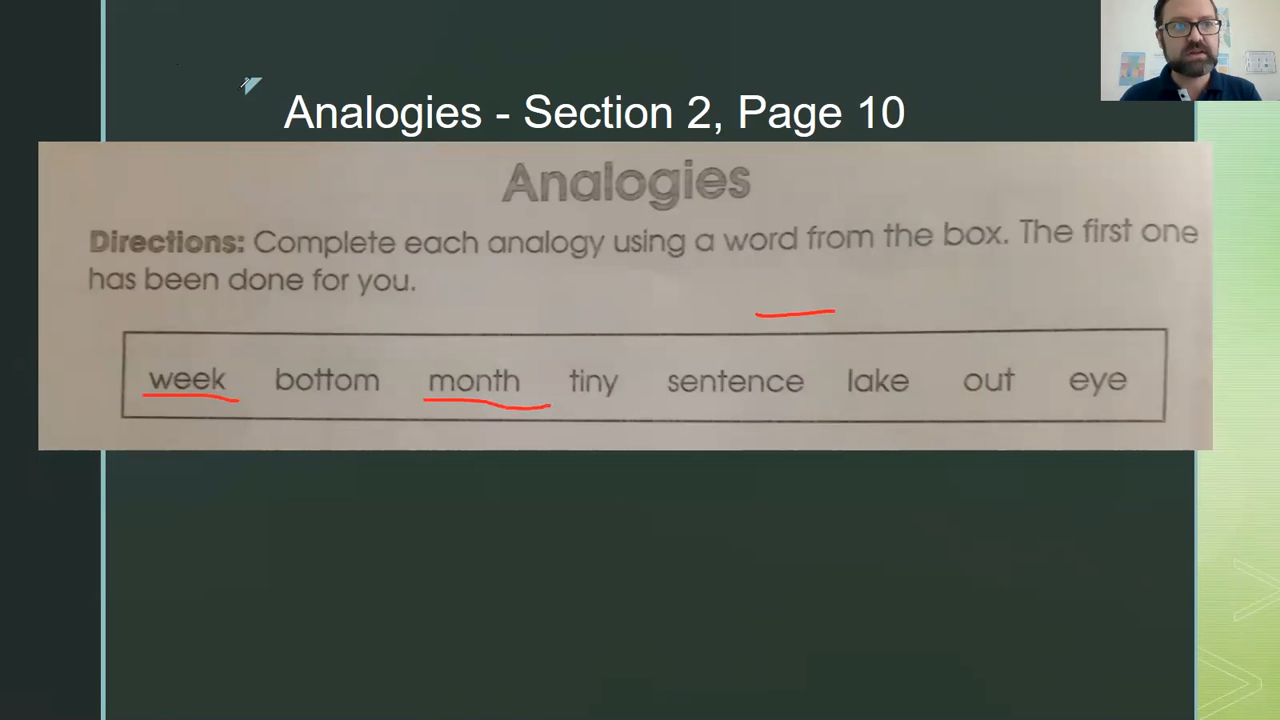 Analogies - Section 2, Page 10
Analogies
Directions: Complete each analogy using a word from the box. The first one
has been done for you.
week bottom month tiny sentence lake out eye